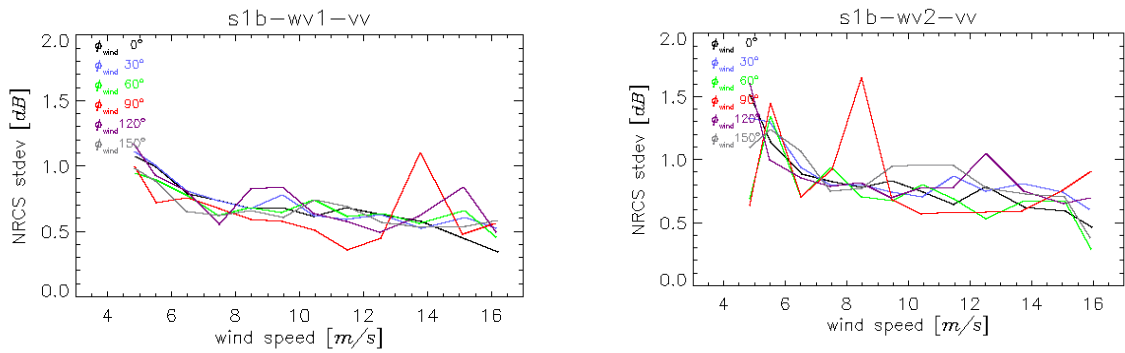 s1b-wv1-vv
2.0
1.5
1.0
0.5
0.0
NRCS stdev [dB]
ϕwind 0°
ϕwind 30°
ϕwind 60°
ϕwind 90°
ϕwind 120°
ϕwind 150°
4 6 8 10 12 14 16
wind speed [m/s]
s1b-wv2-vv
2.0
1.5
1.0
0.5
0.0
NRCS stdev [dB]
ϕwind 0°
ϕwind 30°
ϕwind 60°
ϕwind 90°
ϕwind 120°
ϕwind 150°
4 6 8 10 12 14 16
wind speed [m/s]